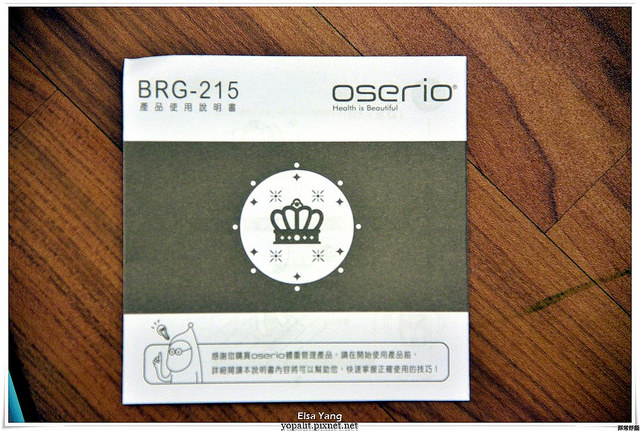 BRG-215
產品使用說明書
oserio®
Health is Beautiful
感謝您購買oserio體重管理產品，請在開始使用產品前，
詳細閱讀本說明書內容將可以幫助您，快速掌握正確使用的技巧！
Elsa Yang
yopalit.pixnet.net